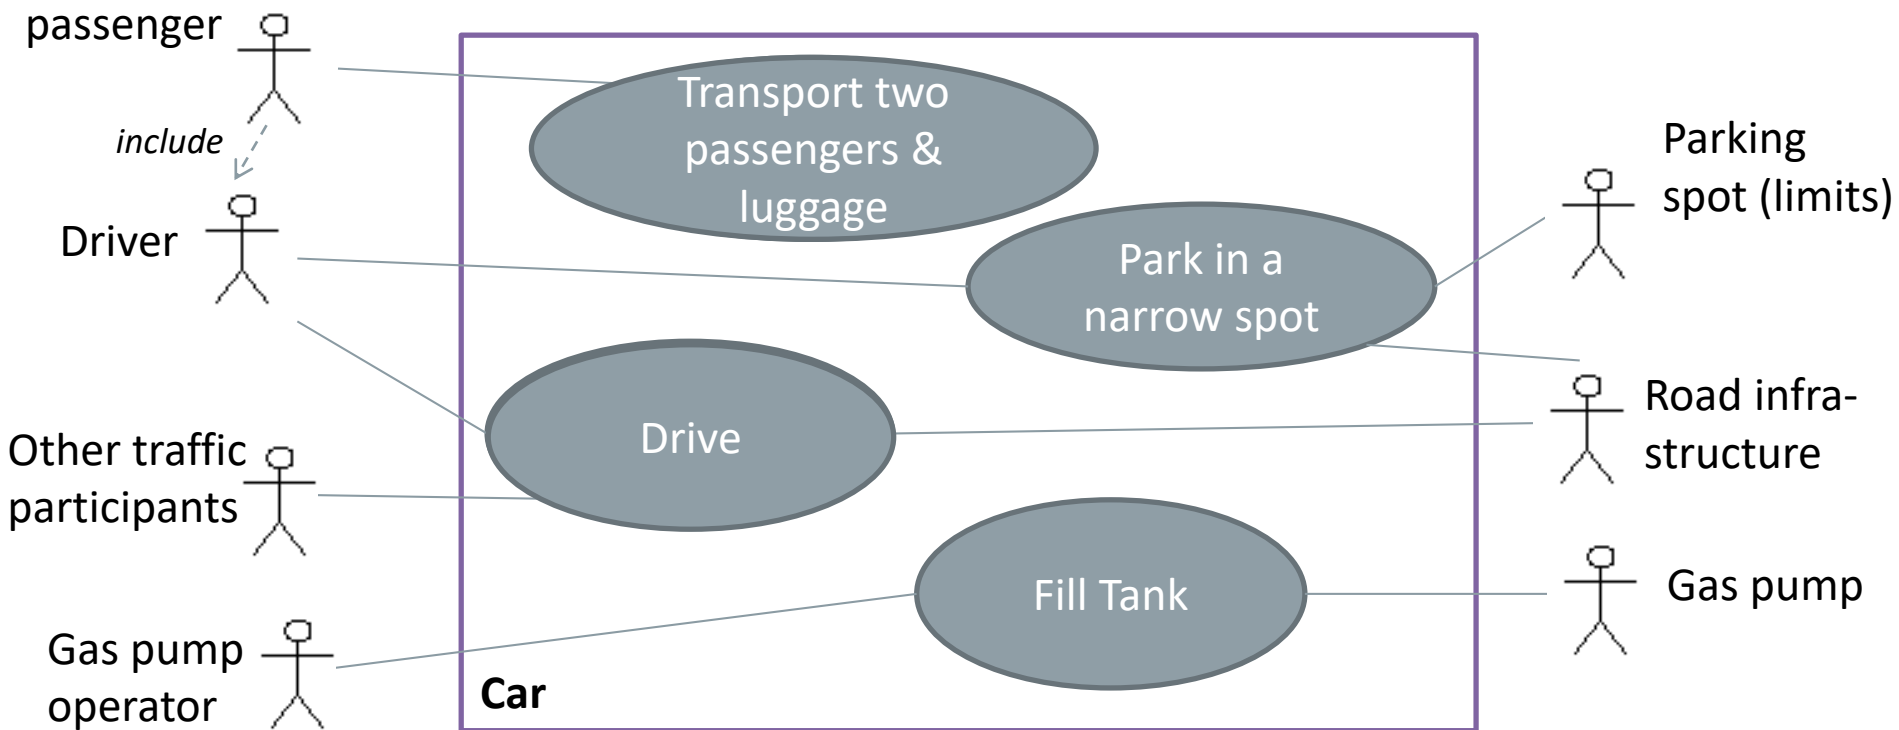 passenger
include
Driver
Other traffic
participants
Gas pump
operator
Transport two
passengers &
luggage
Park in a
narrow spot
Drive
Fill Tank
Car
Parking
spot (limits)
Road infra-
structure
Gas pump